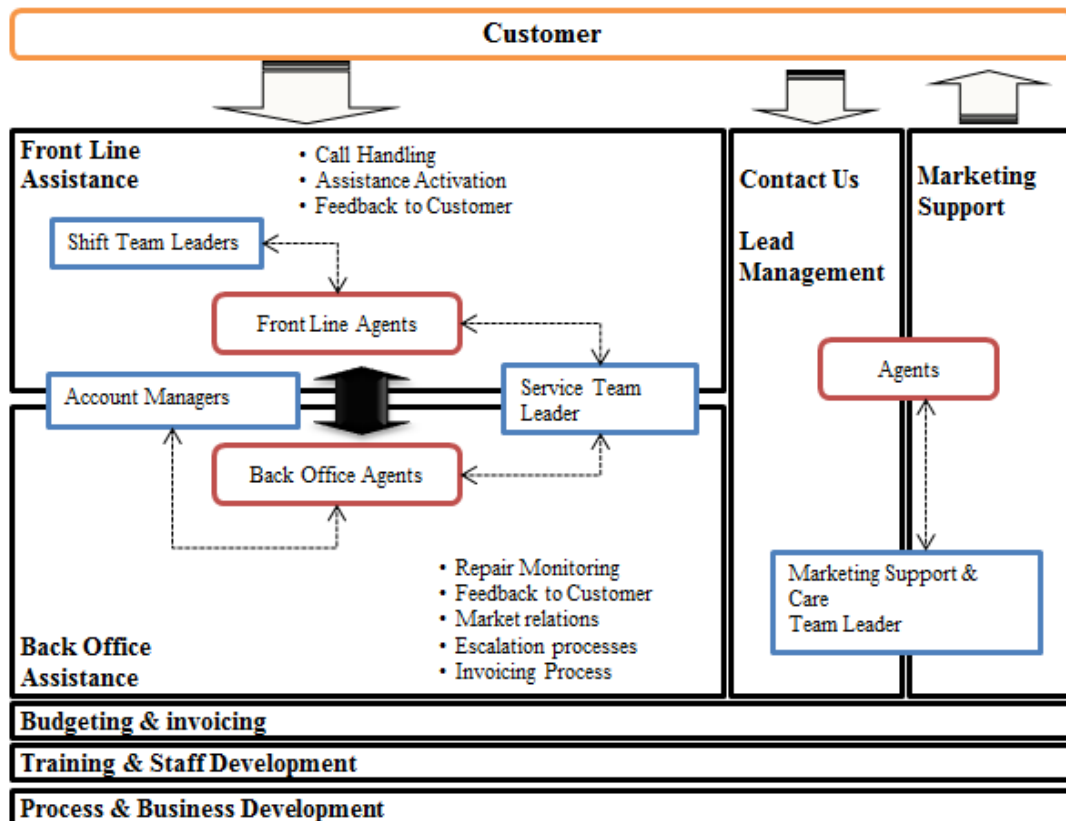 Customer
Front Line
Assistance
• Call Handling
• Assistance Activation
• Feedback to Customer
Shift Team Leaders
Front Line Agents
Account Managers
Service Team
Leader
Back Office Agents
• Repair Monitoring
• Feedback to Customer
• Market relations
• Escalation processes
• Invoicing Process
Back Office
Assistance
Contact Us
Lead
Management
Marketing
Support
Agents
Marketing Support &
Care
Team Leader
Budgeting & invoicing
Training & Staff Development
Process & Business Development